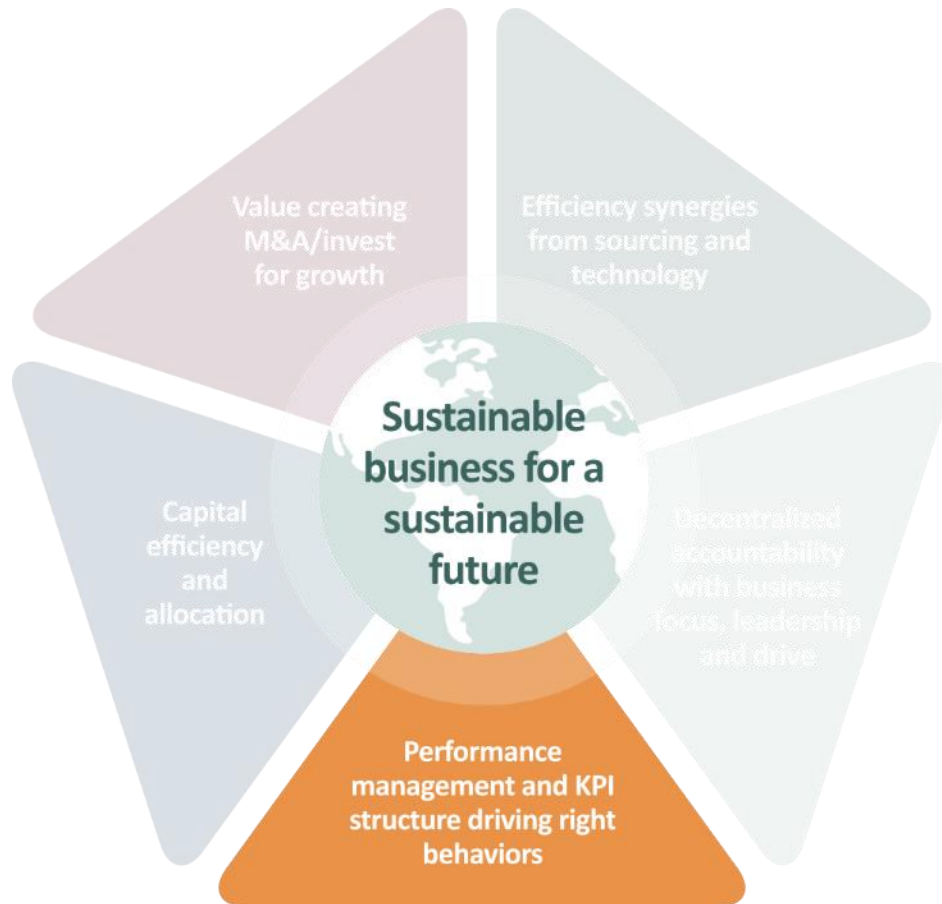 Value creating
M&A/invest
for growth
Efficiency synergies
from sourcing and
technology
Sustainable
business for a
sustainable
future
Capital
efficiency
and
allocation
Decentralized
accountability
with business
focus, leadership
and drive
Performance
management and KPI
structure driving right
behaviors